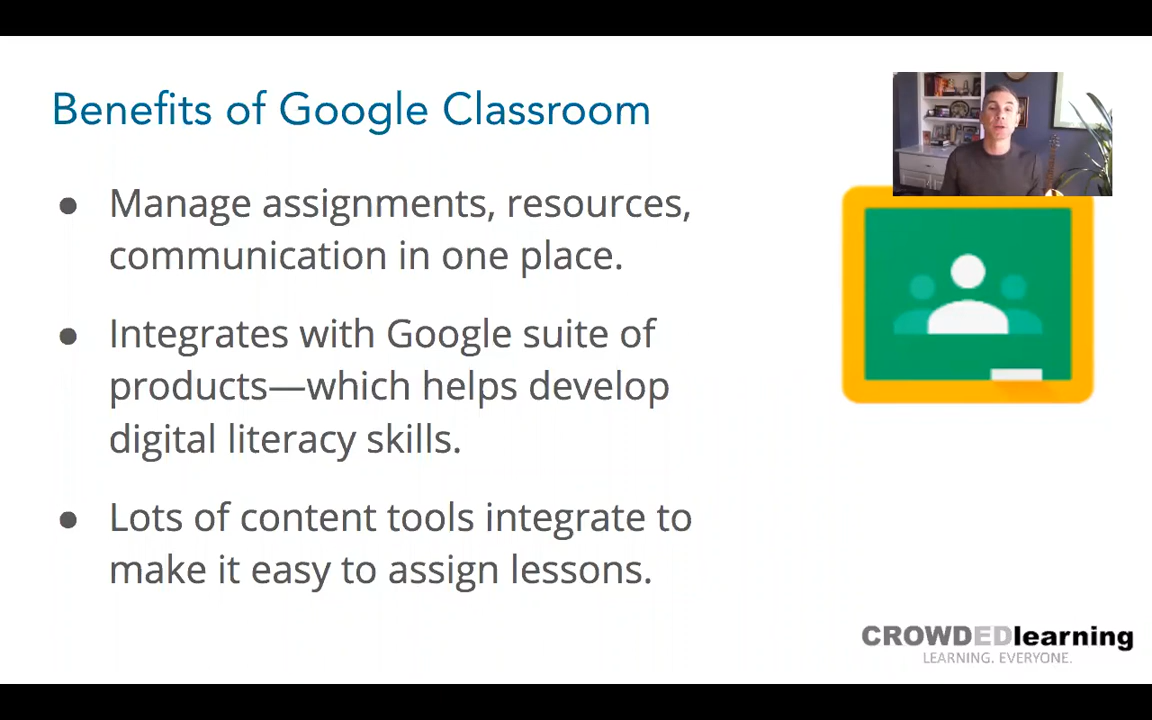 Benefits of Google Classroom
● Manage assignments, resources,
communication in one place.
● Integrates with Google suite of
products—which helps develop
digital literacy skills.
● Lots of content tools integrate to
make it easy to assign lessons.
CROWDEDlearning
LEARNING. EVERYONE.